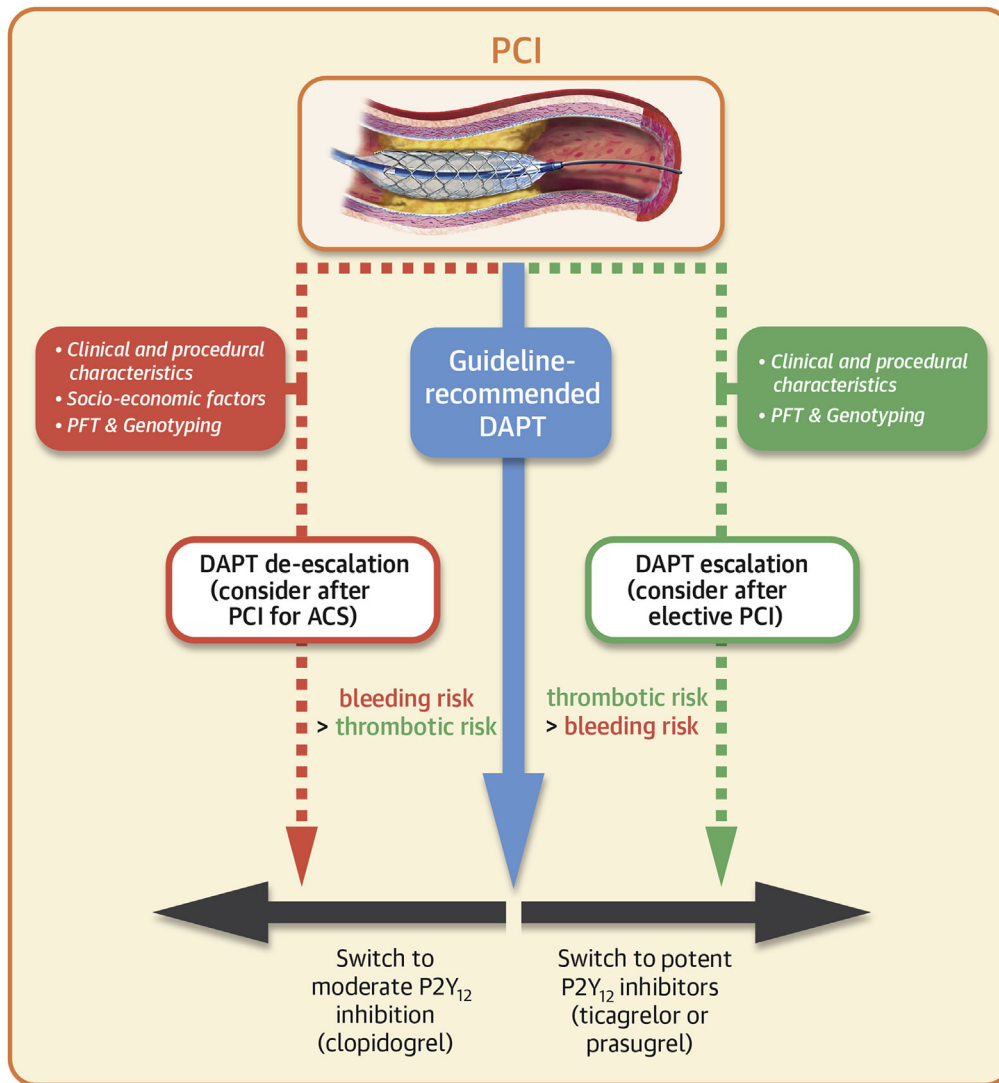 PCI
• Clinical and procedural
characteristics
• Socio-economic factors
• PFT & Genotyping
Guideline-
recommended
DAPT
• Clinical and procedural
characteristics
• PFT & Genotyping
DAPT de-escalation
(consider after
PCI for ACS)
DAPT escalation
(consider after
elective PCI)
bleeding risk
> thrombotic risk
thrombotic risk
> bleeding risk
Switch to
moderate P2Y₁₂
inhibition
(clopidogrel)
Switch to potent
P2Y₁₂ inhibitors
(ticagrelor or
prasugrel)